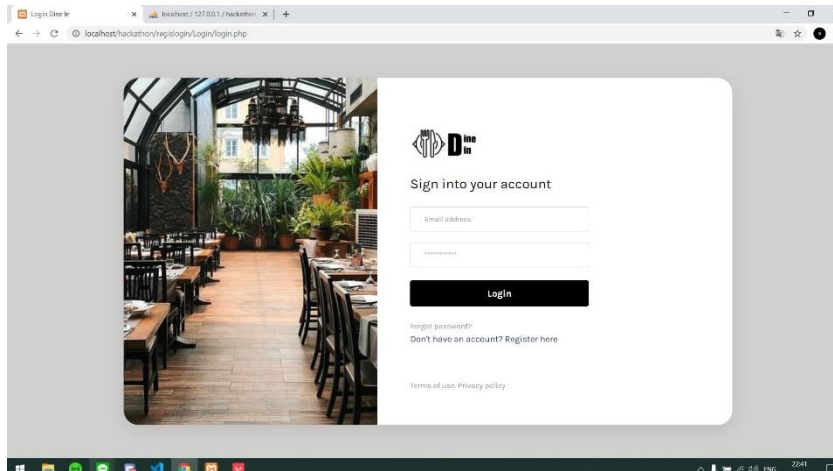 Login Dine In
localhost / 127.0.0.1 / hackathon
localhost/hackathon/regislogin/Login/login.php
Dine in
Sign into your account
Email address
Login
Forgot password?
Don't have an account? Register here
Terms of use. Privacy policy
ENG
22:41